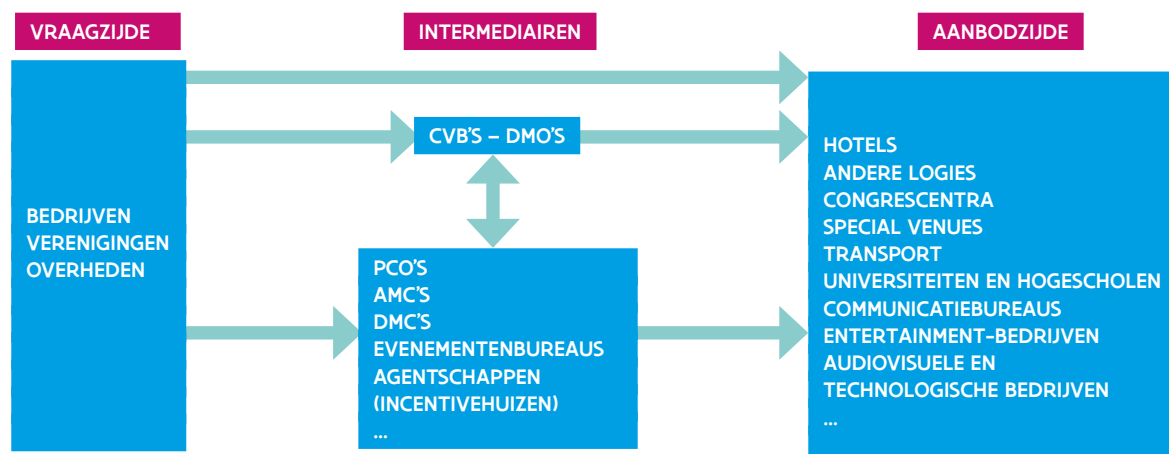 VRAAGZIJDE
INTERMEDIAIREN
AANBODZIJDE
BEDRIJVEN
VERENIGINGEN
OVERHEDEN
CVB'S – DMO'S
PCO'S
AMC'S
DMC'S
EVENEMENTENBUREAUS
AGENTSCHAPPEN
(INCENTIVEHUIZEN)
...
HOTELS
ANDERE LOGIES
CONGRESCENTRA
SPECIAL VENUES
TRANSPORT
UNIVERSITEITEN EN HOGESCHOLEN
COMMUNICATIEBUREAUS
ENTERTAINMENT-BEDRIJVEN
AUDIOVISUELE EN
TECHNOLOGISCHE BEDRIJVEN
...